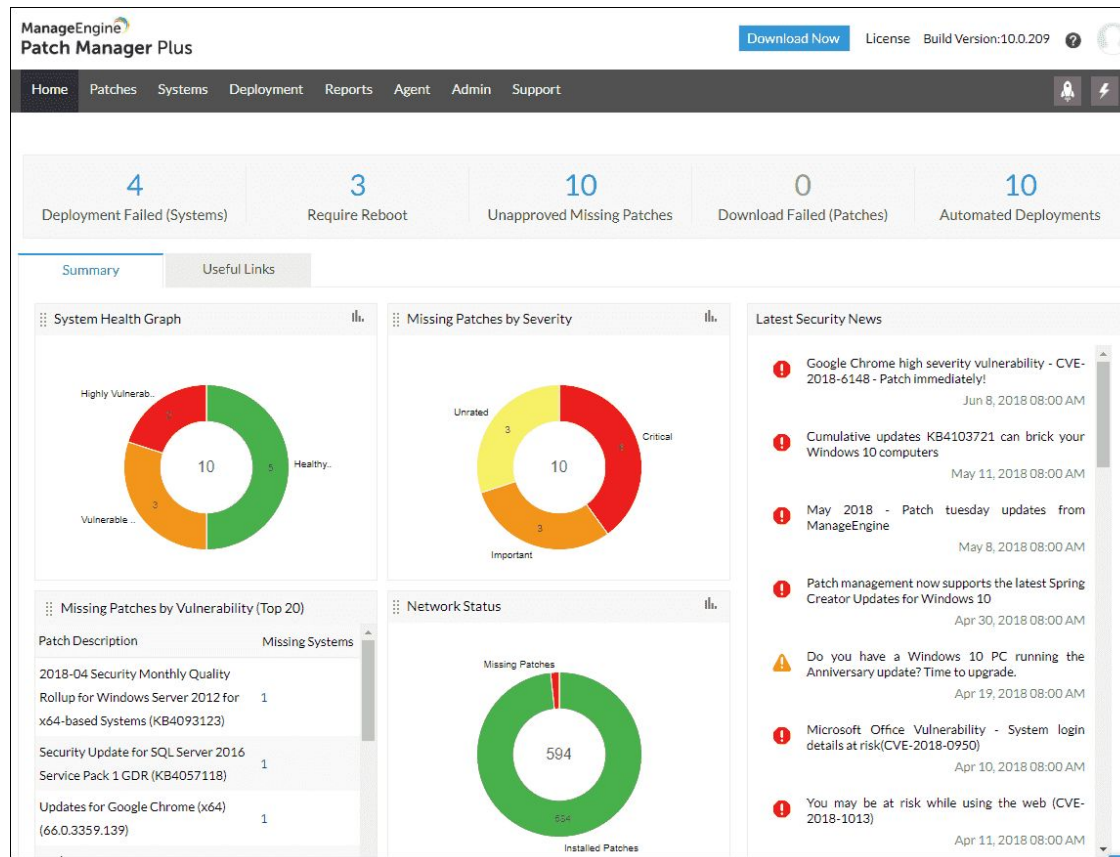 ManageEngine
Patch Manager Plus
Download Now License Build Version:10.0.209
Home Patches Systems Deployment Reports Agent Admin Support
4 3 10 0 10
Deployment Failed (Systems) Require Reboot Unapproved Missing Patches Download Failed (Patches) Automated Deployments
Summary Useful Links
System Health Graph
Highly Vulnerab..
10
5
Healthy..
3
Vulnerable ..
Missing Patches by Severity
Unrated
3
Critical
10
3
Important
Latest Security News
Google Chrome high severity vulnerability - CVE-
2018-6148 - Patch immediately!
Jun 8, 2018 08:00 AM
Cumulative updates KB4103721 can brick your
Windows 10 computers
May 11, 2018 08:00 AM
May 2018 - Patch tuesday updates from
ManageEngine
May 8, 2018 08:00 AM
Patch management now supports the latest Spring
Creator Updates for Windows 10
Apr 30, 2018 08:00 AM
Do you have a Windows 10 PC running the
Anniversary update? Time to upgrade.
Apr 19, 2018 08:00 AM
Microsoft Office Vulnerability - System login
details at risk(CVE-2018-0950)
Apr 10, 2018 08:00 AM
You may be at risk while using the web (CVE-
2018-1013)
Apr 11, 2018 08:00 AM
Missing Patches by Vulnerability (Top 20)
Patch Description Missing Systems
2018-04 Security Monthly Quality
Rollup for Windows Server 2012 for 1
x64-based Systems (KB4093123)
Security Update for SQL Server 2016 1
Service Pack 1 GDR (KB4057118)
Updates for Google Chrome (x64) 1
(66.0.3359.139)
Network Status
Missing Patches
594
Installed Patches